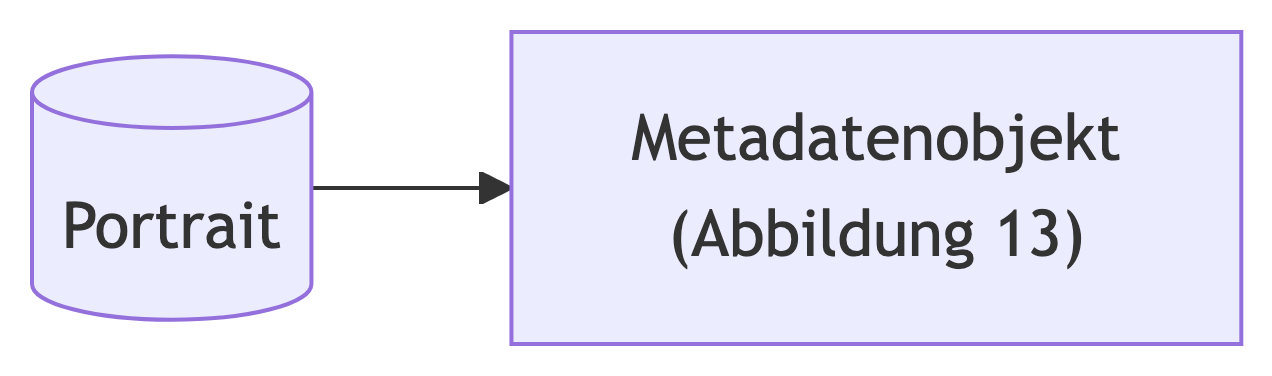 Portrait
Metadatenobjekt
(Abbildung 13)